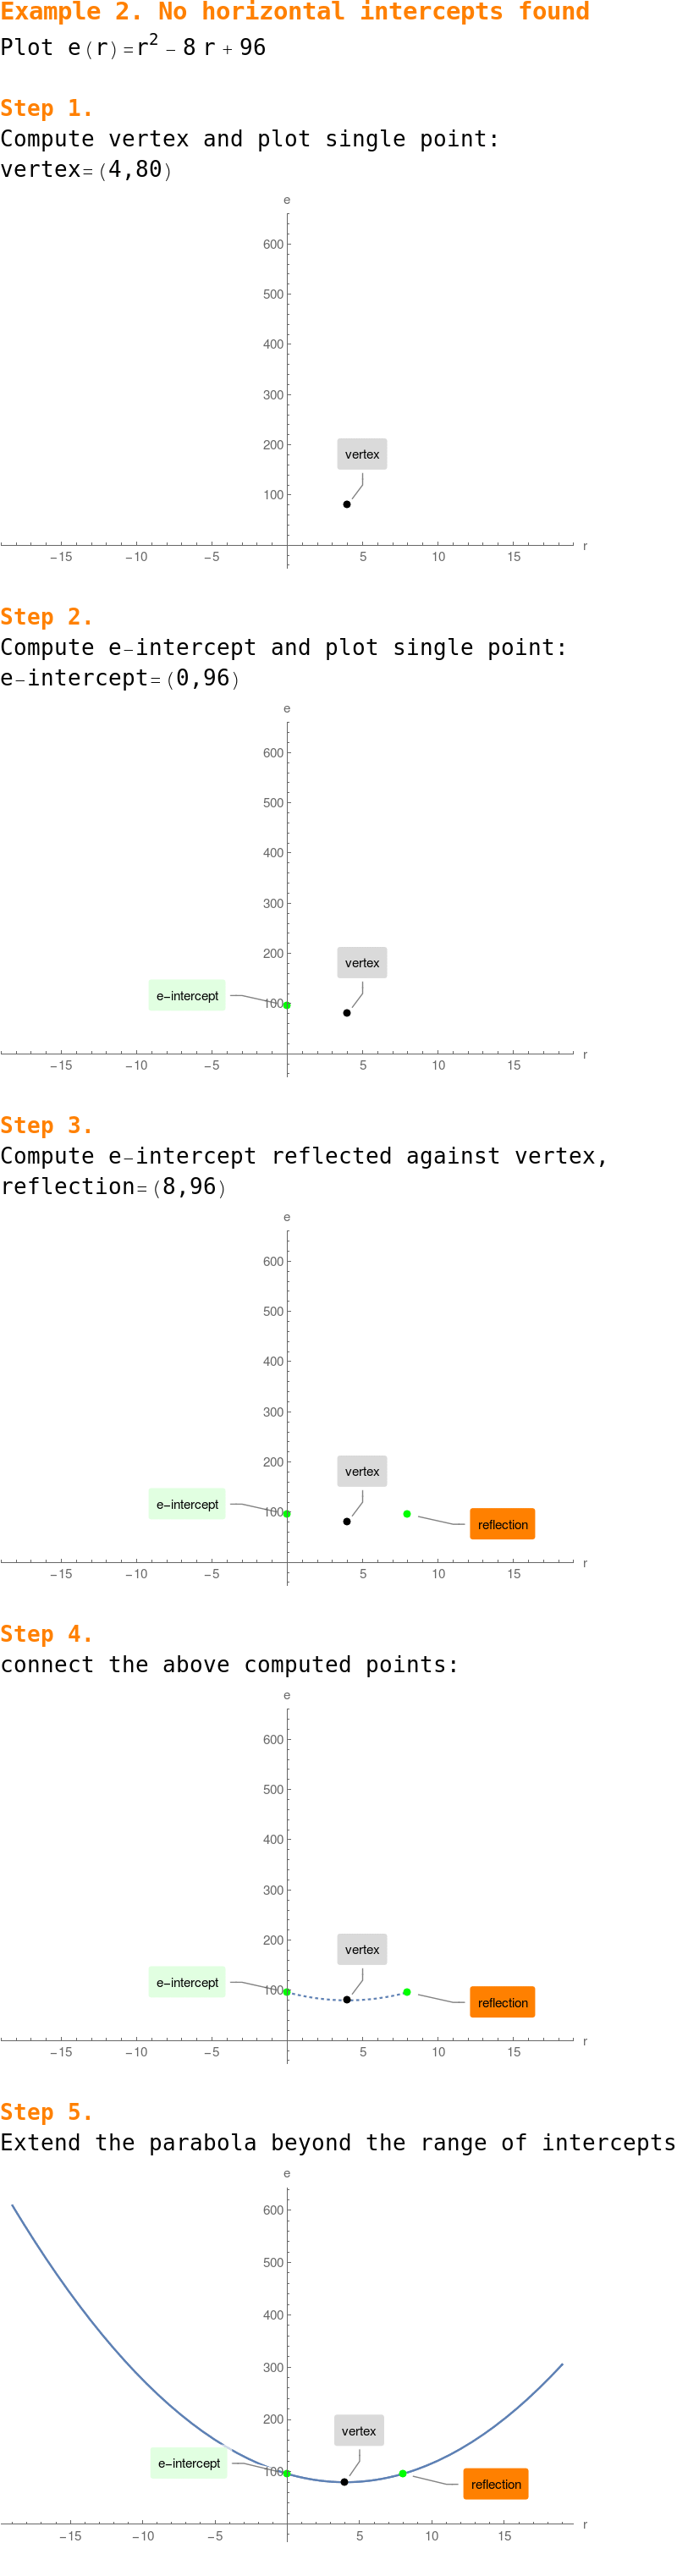 Example 2. No horizontal intercepts found
Plot e(r)=r² − 8 r + 96
Step 1.
Compute vertex and plot single point:
vertex=(4,80)
e
600
500
400
300
200
vertex
100
−15 −10 −5 5 10 15 r
Step 2.
Compute e−intercept and plot single point:
e−intercept=(0,96)
e
600
500
400
300
200
vertex
e−intercept 100
−15 −10 −5 5 10 15 r
Step 3.
Compute e−intercept reflected against vertex,
reflection=(8,96)
e
600
500
400
300
200
vertex
e−intercept 100
reflection
−15 −10 −5 5 10 15 r
Step 4.
connect the above computed points:
e
600
500
400
300
200
vertex
e−intercept 100
reflection
−15 −10 −5 5 10 15 r
Step 5.
Extend the parabola beyond the range of intercepts
e
600
500
400
300
200
vertex
e−intercept 100
reflection
−15 −10 −5 5 10 15 r